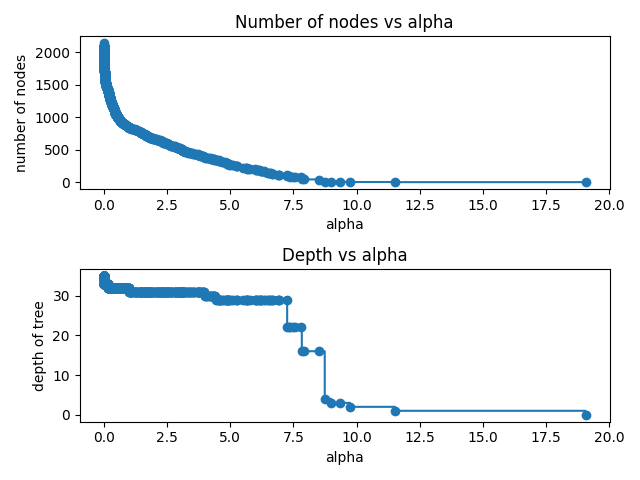 Number of nodes vs alpha
number of nodes
2000
1500
1000
500
0
0.0 2.5 5.0 7.5 10.0 12.5 15.0 17.5 20.0
alpha
Depth vs alpha
depth of tree
30
20
10
0
0.0 2.5 5.0 7.5 10.0 12.5 15.0 17.5 20.0
alpha